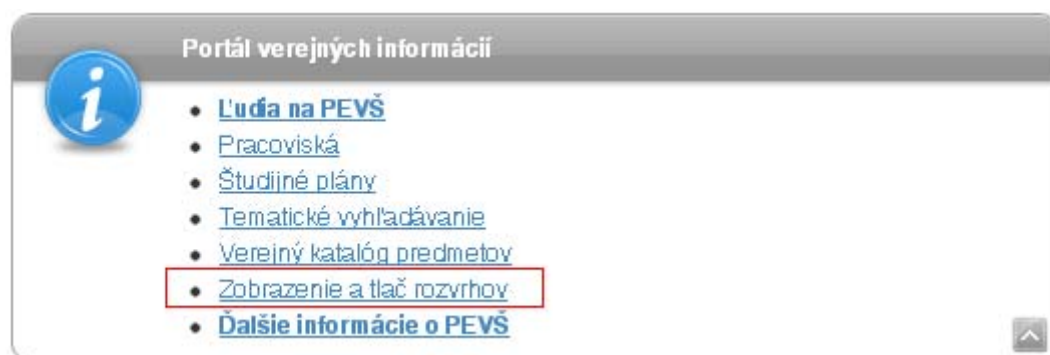 Portál verejných informácií
Ľudia na PEVŠ
Pracoviská
Študijné plány
Tematické vyhľadávanie
Verejný katalóg predmetov
Zobrazenie a tlač rozvrhov
Ďalšie informácie o PEVŠ